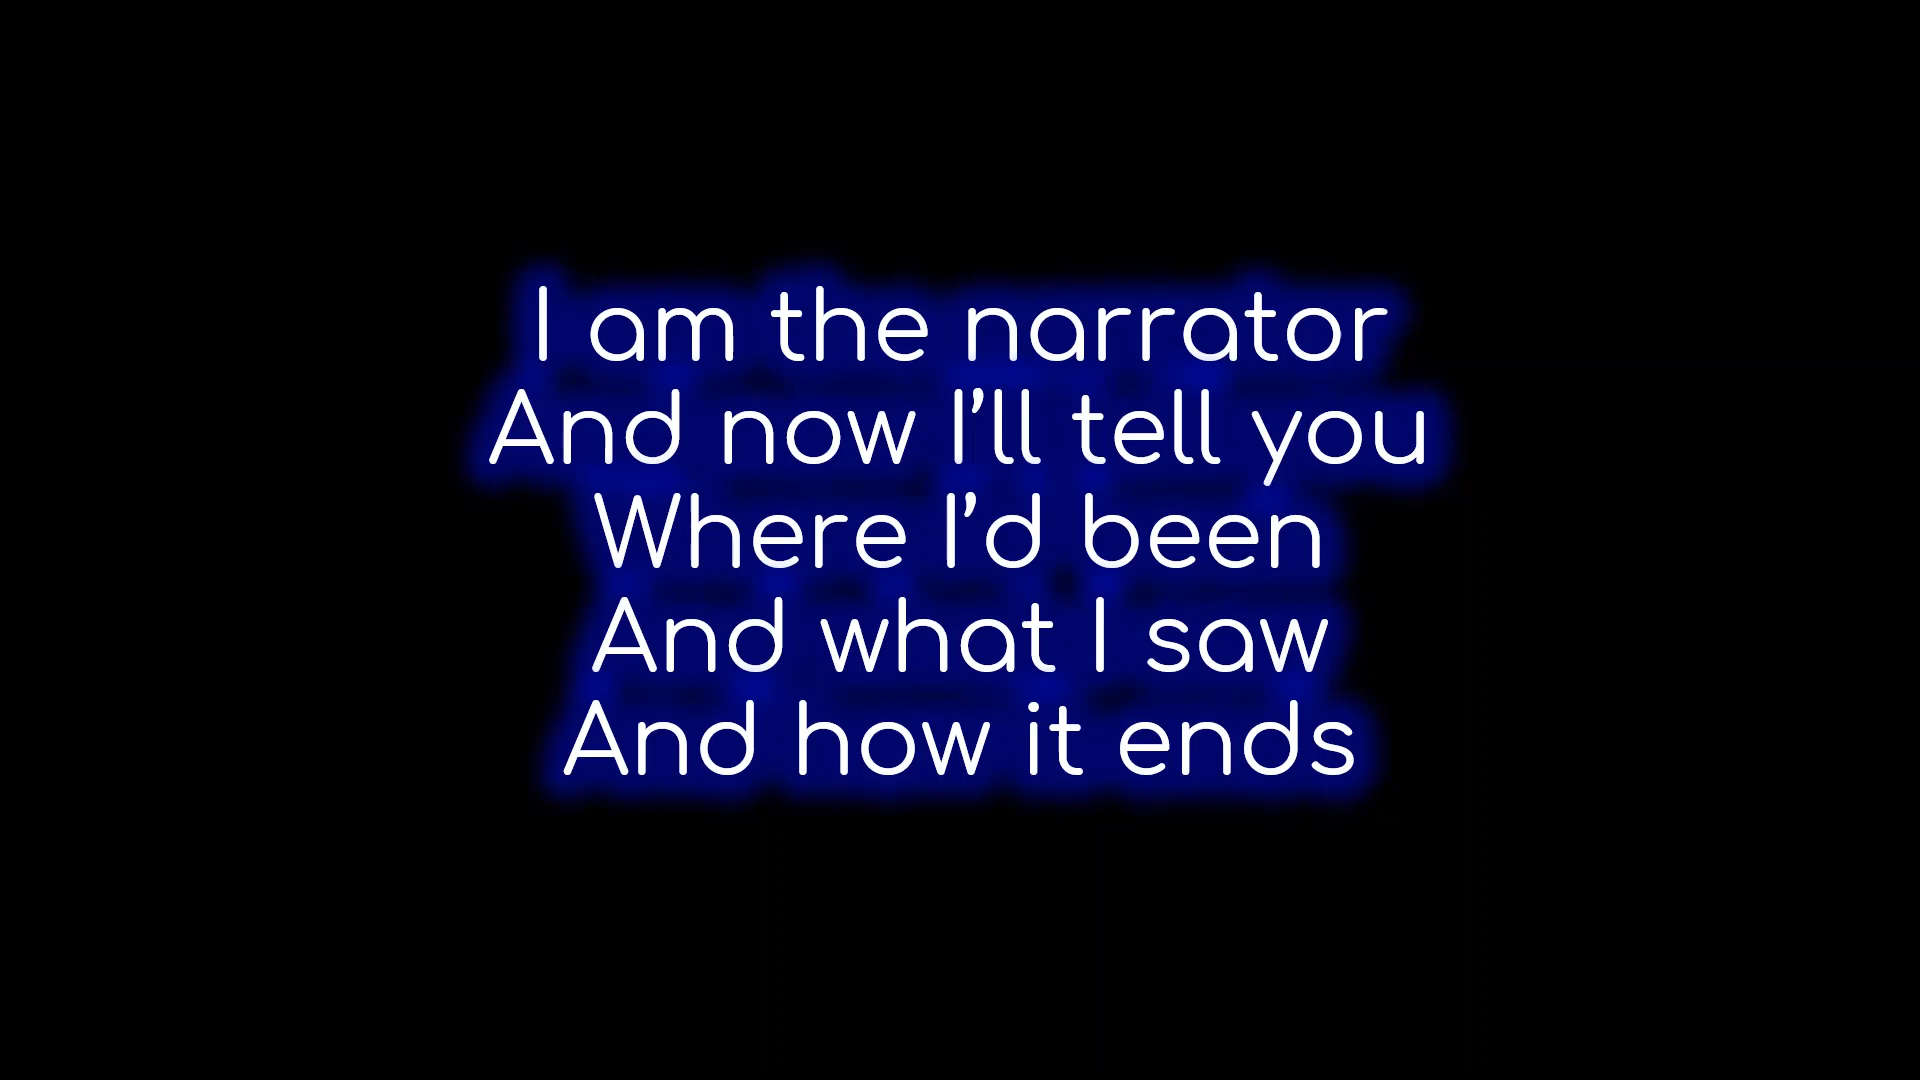 I am the narrator
And now I’ll tell you
Where I’d been
And what I saw
And how it ends